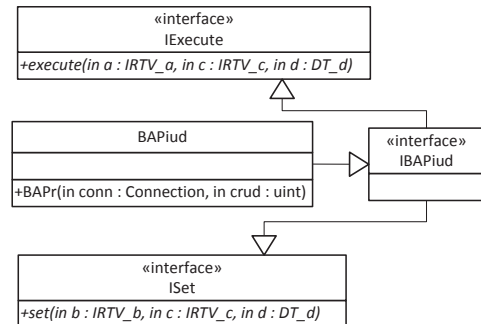 «interface»
IExecute
+execute(in a : IRTV_a, in c : IRTV_c, in d : DT_d)
BAPiud
+BAPr(in conn : Connection, in crud : uint)
«interface»
IBAPiud
«interface»
ISet
+set(in b : IRTV_b, in c : IRTV_c, in d : DT_d)